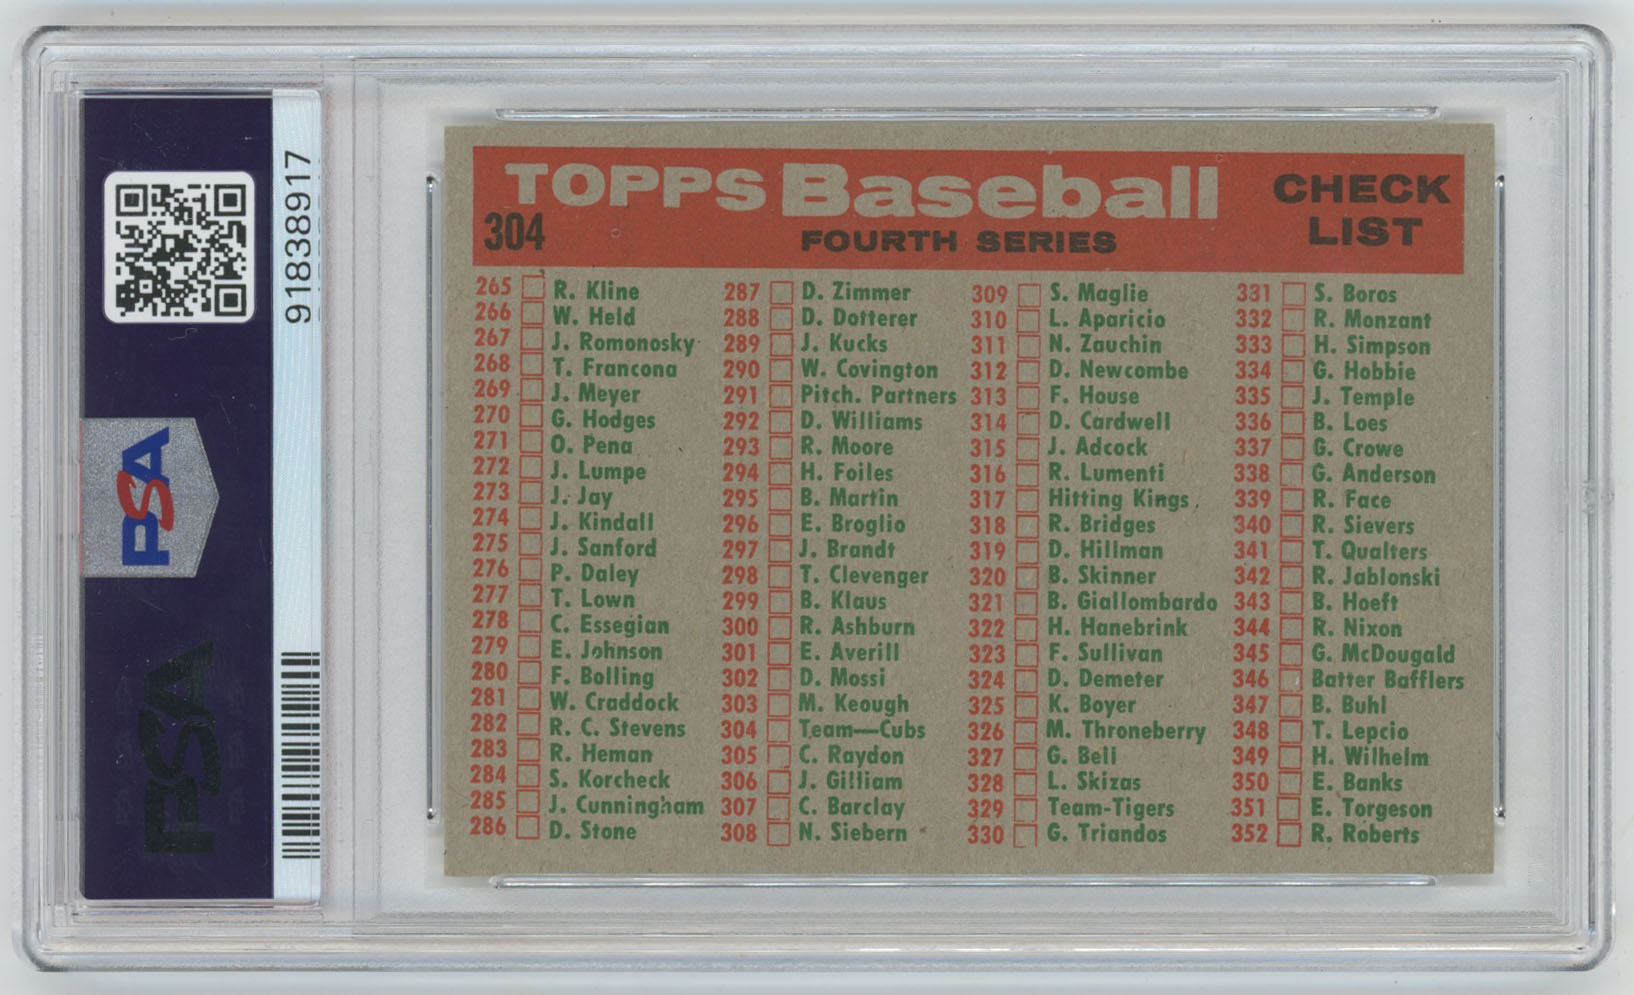 TOPPS Baseball
CHECK LIST
304
FOURTH SERIES
265 R. Kline
266 W. Held
267 J. Romonosky
268 T. Francona
269 J. Meyer
270 G. Hodges
271 O. Pena
272 J. Lumpe
273 J. Jay
274 J. Kindall
275 J. Sanford
276 P. Daley
277 T. Lown
278 C. Essegian
279 E. Johnson
280 F. Bolling
281 W. Craddock
282 R. C. Stevens
283 R. Heman
284 S. Korcheck
285 J. Cunningham
286 D. Stone
287 D. Zimmer
288 D. Dotterer
289 J. Kucks
290 W. Covington
291 Pitch. Partners
292 D. Williams
293 R. Moore
294 H. Foiles
295 B. Martin
296 E. Broglio
297 J. Brandt
298 T. Clevenger
299 B. Klaus
300 R. Ashburn
301 E. Averill
302 D. Mossi
303 M. Keough
304 Team—Cubs
305 C. Raydon
306 J. Gilliam
307 C. Barclay
308 N. Siebern
309 S. Maglie
310 L. Aparicio
311 N. Zauchin
312 D. Newcombe
313 F. House
314 D. Cardwell
315 J. Adcock
316 R. Lumenti
317 Hitting Kings
318 R. Bridges
319 D. Hillman
320 B. Skinner
321 B. Giallombardo
322 H. Hanebrink
323 F. Sullivan
324 D. Demeter
325 K. Boyer
326 M. Throneberry
327 G. Bell
328 L. Skizas
329 Team-Tigers
330 G. Triandos
331 S. Boros
332 R. Monzant
333 H. Simpson
334 G. Hobbie
335 J. Temple
336 B. Loes
337 G. Crowe
338 G. Anderson
339 R. Face
340 R. Sievers
341 T. Qualters
342 R. Jablonski
343 B. Hoeft
344 R. Nixon
345 G. McDougald
346 Batter Bafflers
347 B. Buhl
348 T. Lepcio
349 H. Wilhelm
350 E. Banks
351 E. Torgeson
352 R. Roberts
91838917
PSA
PSA